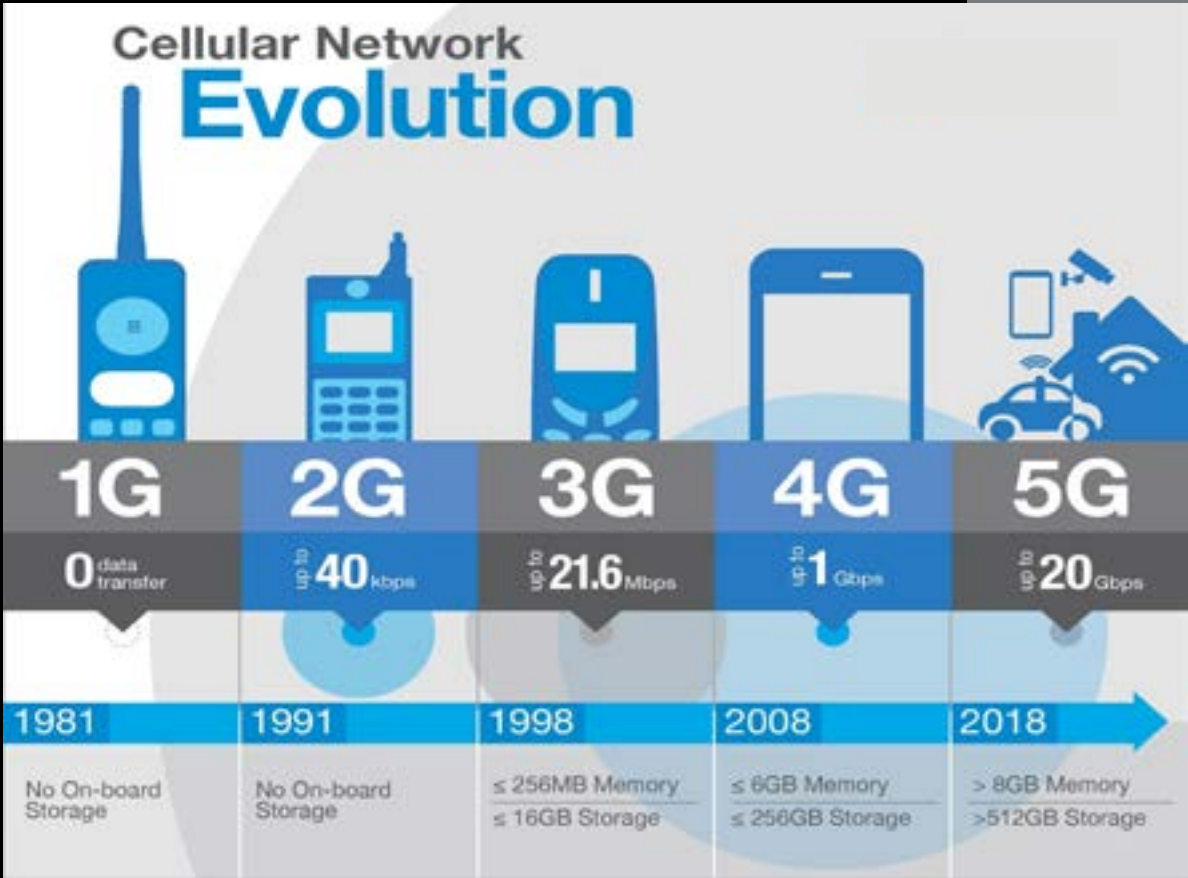 Cellular Network
Evolution
1G
2G
3G
4G
5G
0 data transfer
up to 40 kbps
up to 21.6 Mbps
up to 1 Gbps
up to 20 Gbps
1981
1991
1998
2008
2018
No On-board
Storage
No On-board
Storage
≤ 256MB Memory
≤ 16GB Storage
≤ 6GB Memory
≤ 256GB Storage
> 8GB Memory
>512GB Storage